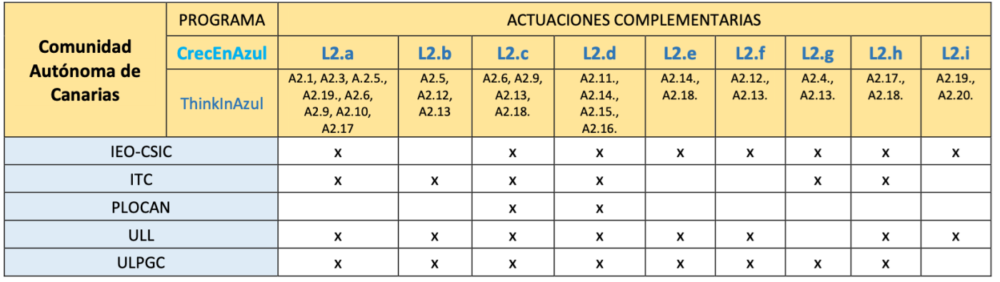 PROGRAMA ACTUACIONES COMPLEMENTARIAS
Comunidad
Autónoma de
Canarias
CrecEnAzul L2.a L2.b L2.c L2.d L2.e L2.f L2.g L2.h L2.i
ThinkInAzul
A2.1, A2.3, A.2.5.,
A2.19., A2.6,
A2.9, A2.10,
A2.17
A2.5,
A2.12,
A2.13
A2.6, A2.9,
A2.13,
A2.18.
A2.11.,
A2.14.,
A2.15.,
A2.16.
A2.14.,
A2.18.
A2.12.,
A2.13.
A2.4.,
A2.13.
A2.17.,
A2.18.
A2.19.,
A2.20.
IEO-CSIC x x x x x x x x
ITC x x x x x x
PLOCAN x x
ULL x x x x x x x x
ULPGC x x x x x x x x